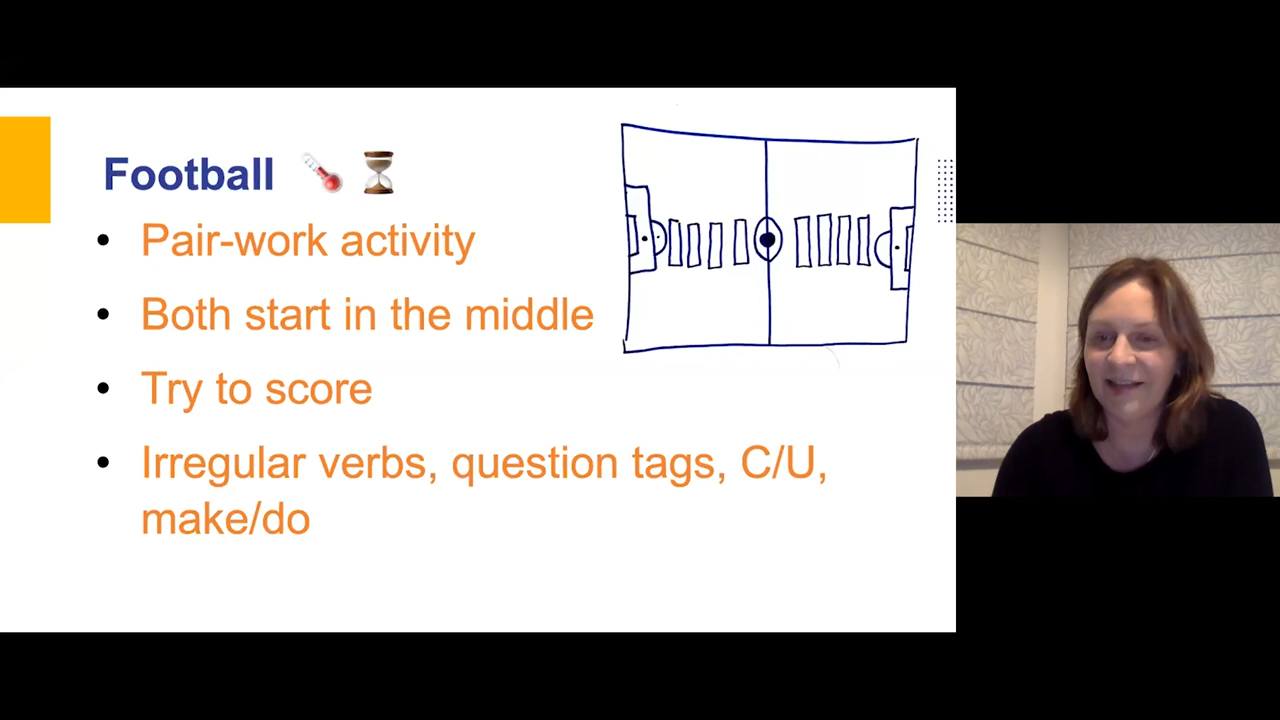 Football
Pair-work activity
Both start in the middle
Try to score
Irregular verbs, question tags, C/U,
make/do